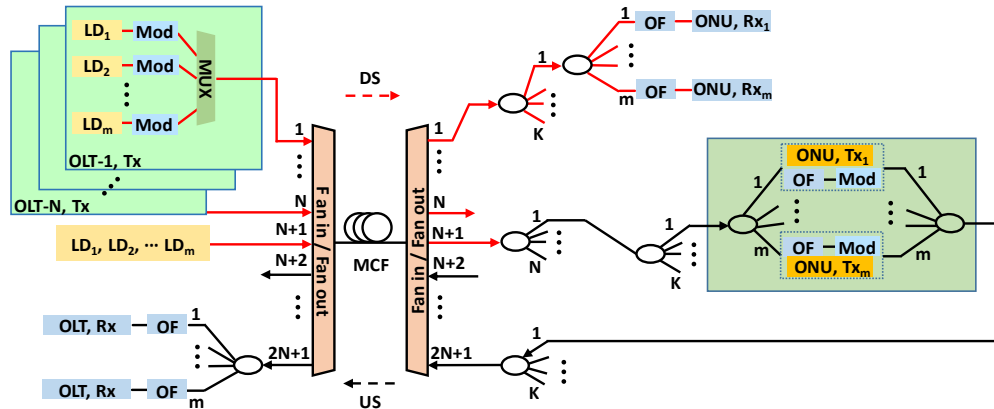 LD1
Mod
LD2
Mod
LDm
Mod
MUX
OLT-1, Tx
OLT-N, Tx
LD1, LD2, ··· LDm
DS
1
N
N+1
N+2
2N+1
Fan in / Fan out
MCF
Fan in / Fan out
1
N
N+1
N+2
2N+1
US
OLT, Rx
OF
1
OLT, Rx
OF
m
1
K
1
m
OF
ONU, Rx1
OF
ONU, Rxm
1
N
1
K
1
m
ONU, Tx1
OF
Mod
OF
Mod
ONU, Txm
1
m
1
K